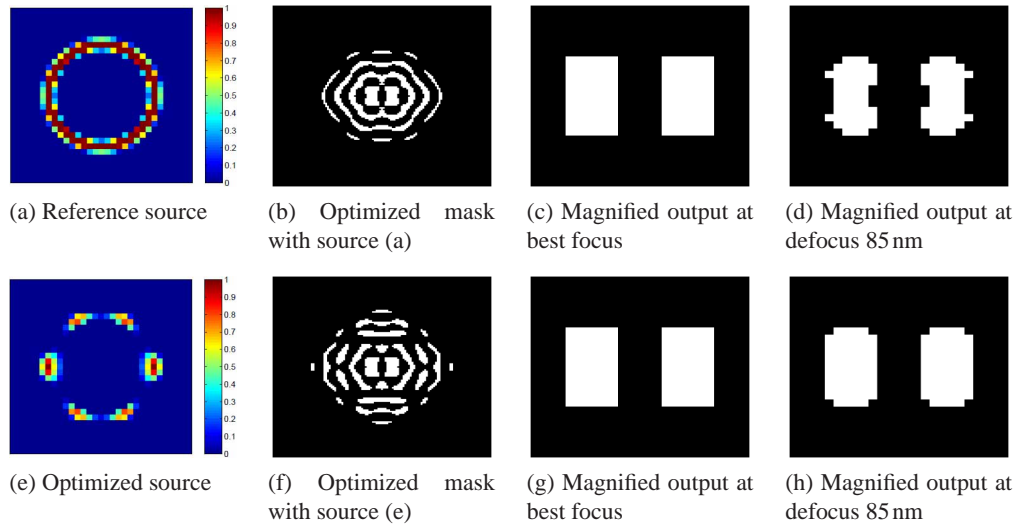 1
0.9
0.8
0.7
0.6
0.5
0.4
0.3
0.2
0.1
0
(a) Reference source
(b) Optimized mask
with source (a)
(c) Magnified output at
best focus
(d) Magnified output at
defocus 85 nm
1
0.9
0.8
0.7
0.6
0.5
0.4
0.3
0.2
0.1
0
(e) Optimized source
(f) Optimized mask
with source (e)
(g) Magnified output at
best focus
(h) Magnified output at
defocus 85 nm